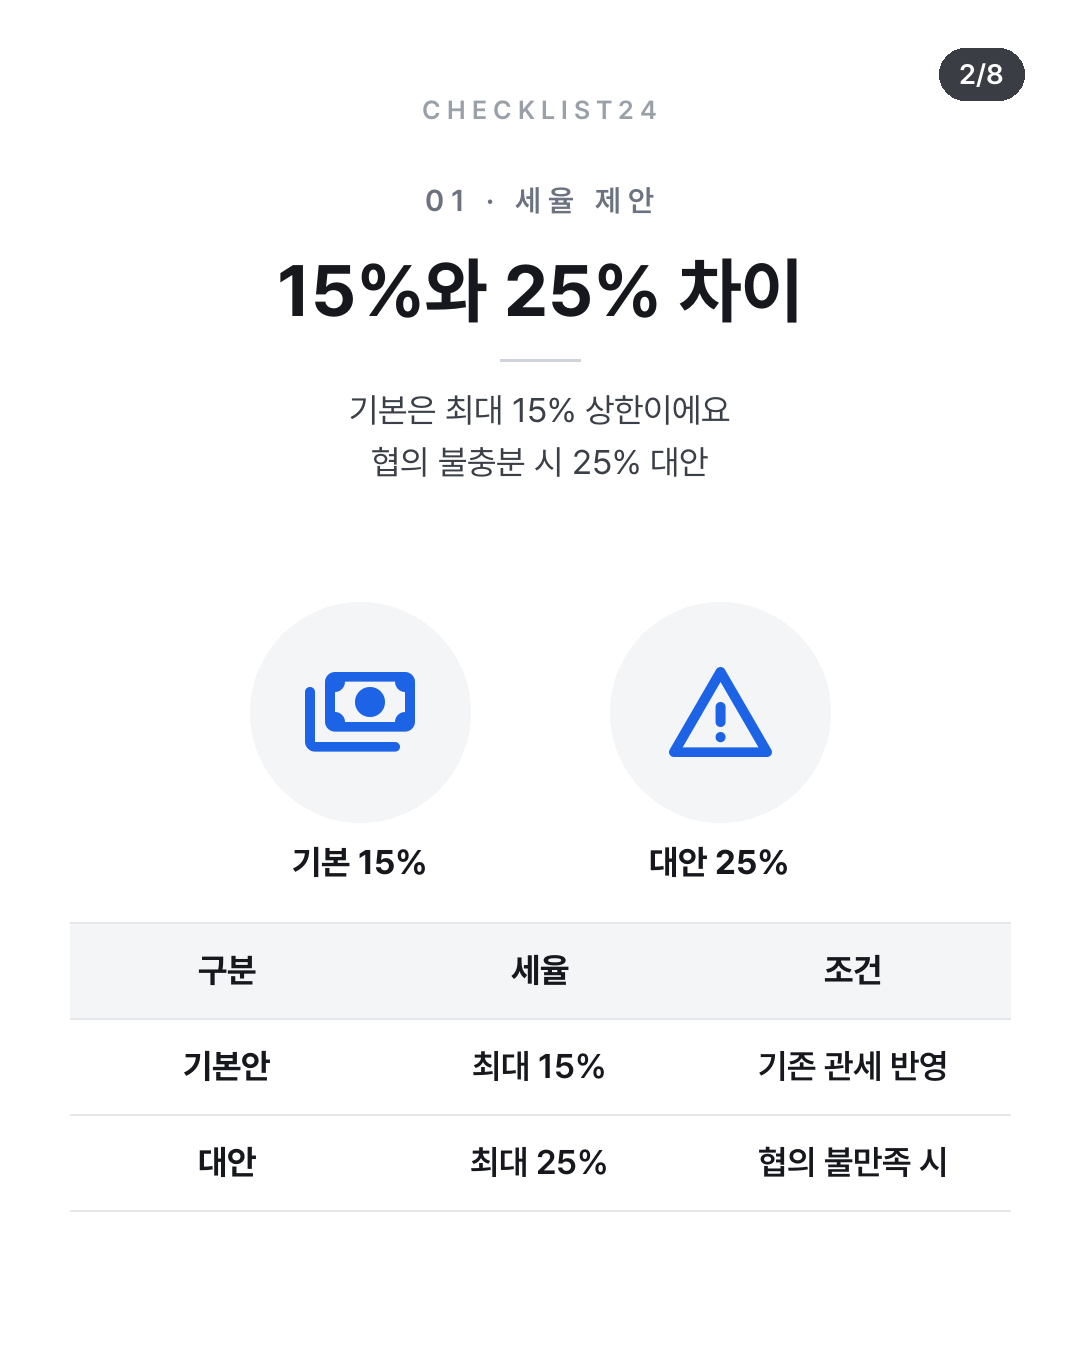 2/8
CHECKLIST24
01 · 세율 제안
15%와 25% 차이
기본은 최대 15% 상한이에요
협의 불충분 시 25% 대안
기본 15%
대안 25%
구분 세율 조건
기본안 최대 15% 기존 관세 반영
대안 최대 25% 협의 불만족 시